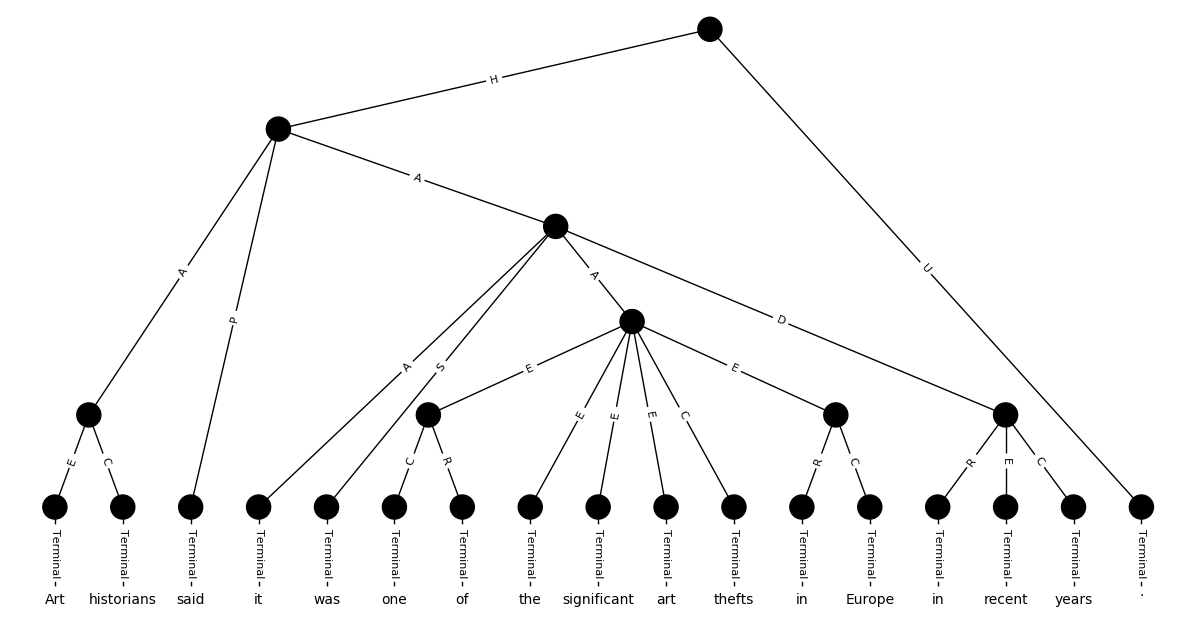 H
A
A
A
P
A
S
D
U
E
E
E
E
C
E
E
C
C
R
R
C
R
E
C
Terminal Terminal Terminal Terminal Terminal Terminal Terminal Terminal Terminal Terminal Terminal Terminal Terminal Terminal Terminal Terminal Terminal
Art historians said it was one of the significant art thefts in Europe in recent years .